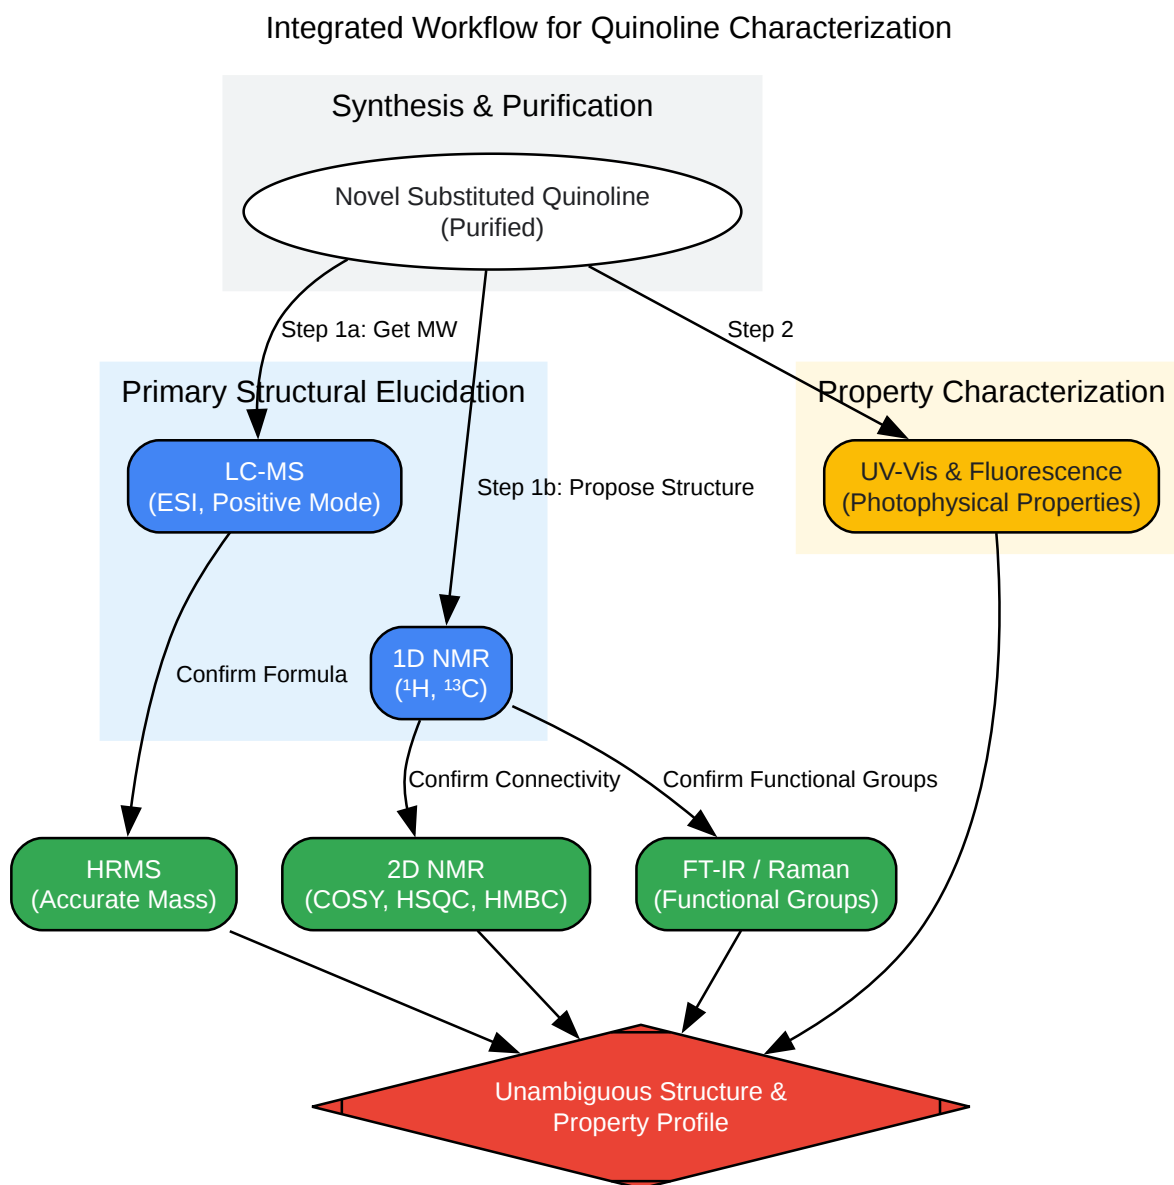 Integrated Workflow for Quinoline Characterization
Synthesis & Purification
Novel Substituted Quinoline
(Purified)
Step 1a: Get MW
Step 2
Primary Structural Elucidation
Property Characterization
LC-MS
(ESI, Positive Mode)
UV-Vis & Fluorescence
(Photophysical Properties)
Step 1b: Propose Structure
1D NMR
(¹H, ¹³C)
Confirm Formula
Confirm Connectivity
Confirm Functional Groups
HRMS
(Accurate Mass)
2D NMR
(COSY, HSQC, HMBC)
FT-IR / Raman
(Functional Groups)
Unambiguous Structure &
Property Profile